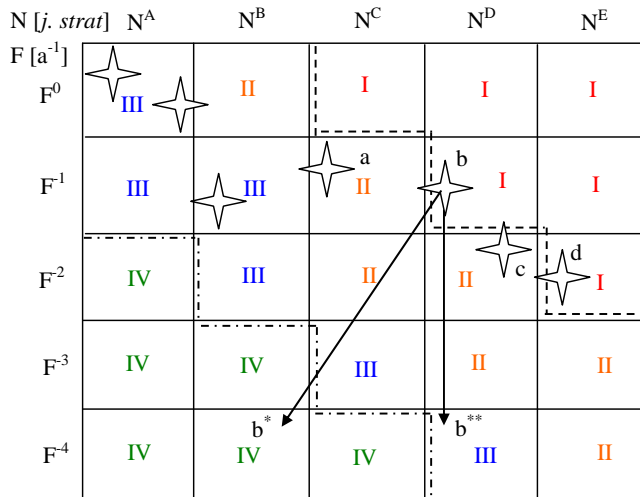 N [j. strat] N^A N^B N^C N^D N^E
F [a^-1]
F^0 III II I I I
a b
F^-1 III III II I I
c d
F^-2 IV III II II I
F^-3 IV IV III II II
b^* b^**
F^-4 IV IV IV III II